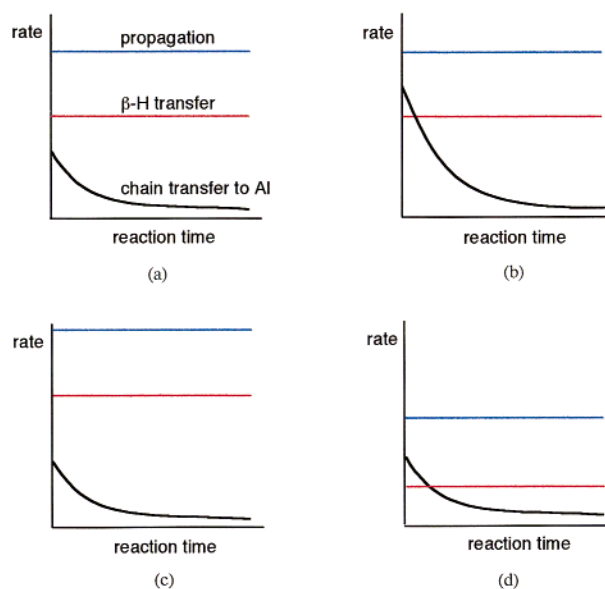 rate
propagation
β-H transfer
chain transfer to Al
reaction time
(a)
rate
reaction time
(b)
rate
reaction time
(c)
rate
reaction time
(d)